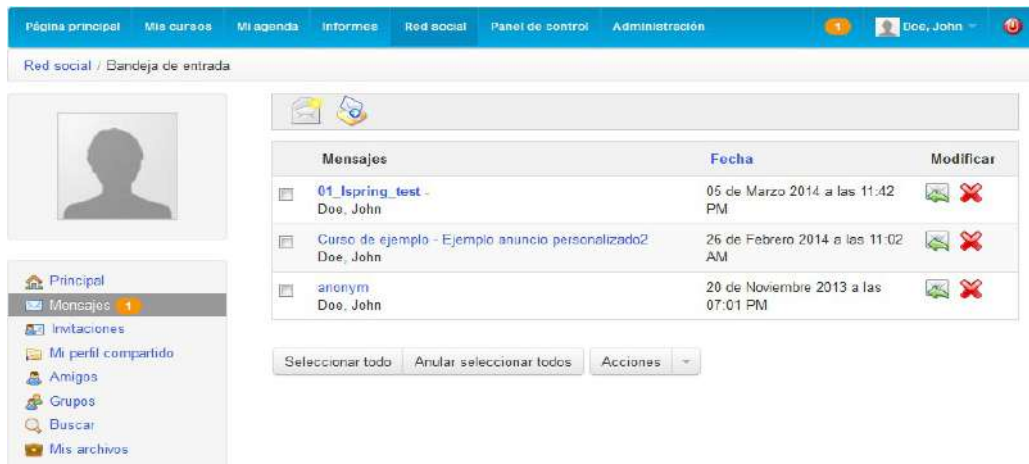 Página principal Mis cursos Mi agenda Informes Red social Panel de control Administración 1 Doe, John
Red social / Bandeja de entrada
Mensajes Fecha Modificar
01_Ispring_test -
Doe, John
05 de Marzo 2014 a las 11:42
PM
Curso de ejemplo - Ejemplo anuncio personalizado2
Doe, John
26 de Febrero 2014 a las 11:02
AM
anonym
Doe, John
20 de Noviembre 2013 a las
07:01 PM
Seleccionar todo Anular seleccionar todos Acciones
Principal
Mensajes 1
Invitaciones
Mi perfil compartido
Amigos
Grupos
Buscar
Mis archivos